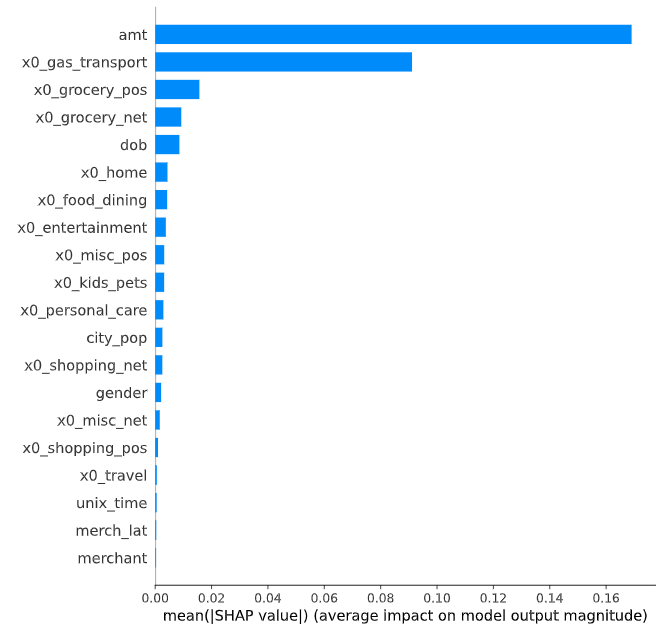 amt
x0_gas_transport
x0_grocery_pos
x0_grocery_net
dob
x0_home
x0_food_dining
x0_entertainment
x0_misc_pos
x0_kids_pets
x0_personal_care
city_pop
x0_shopping_net
gender
x0_misc_net
x0_shopping_pos
x0_travel
unix_time
merch_lat
merchant
0.00 0.02 0.04 0.06 0.08 0.10 0.12 0.14 0.16
mean(|SHAP value|) (average impact on model output magnitude)